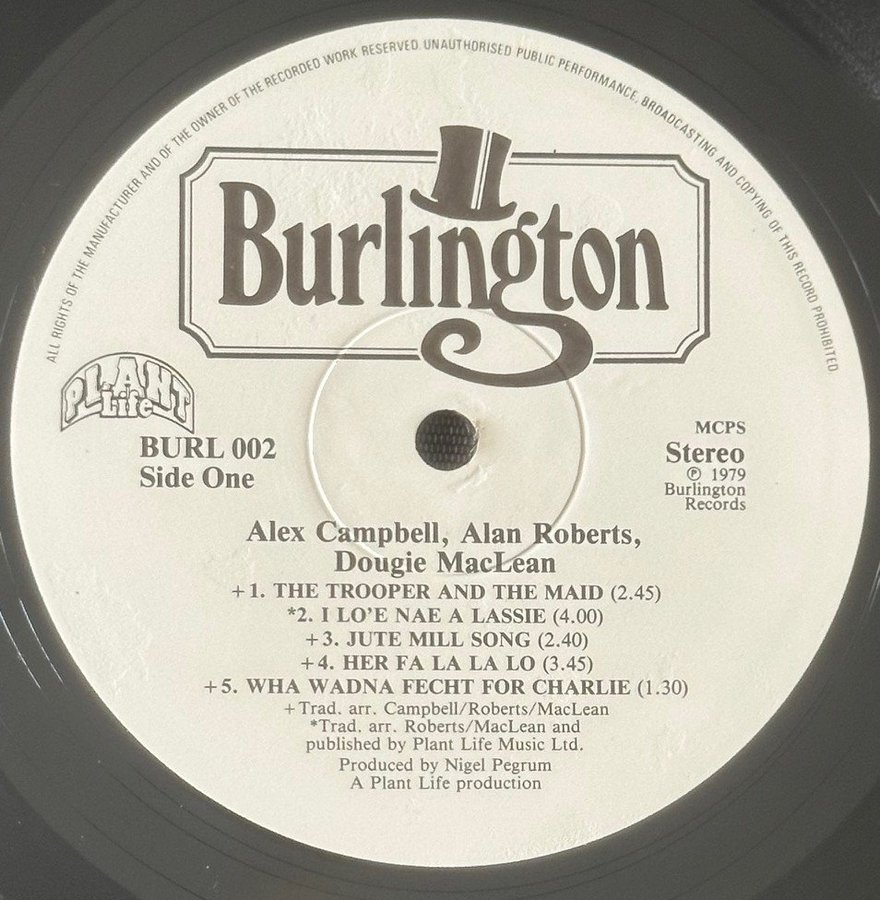 ALL RIGHTS OF THE MANUFACTURER AND OF THE OWNER OF THE RECORDED WORK RESERVED. UNAUTHORISED PUBLIC PERFORMANCE, BROADCASTING AND COPYING OF THIS RECORD PROHIBITED
Burlington
PLANT
Life
BURL 002
Side One
MCPS
Stereo
℗ 1979
Burlington
Records
Alex Campbell, Alan Roberts,
Dougie MacLean
+1. THE TROOPER AND THE MAID (2.45)
*2. I LO'E NAE A LASSIE (4.00)
+3. JUTE MILL SONG (2.40)
+4. HER FA LA LA LO (3.45)
+5. WHA WADNA FECHT FOR CHARLIE (1.30)
+Trad. arr. Campbell/Roberts/MacLean
*Trad. arr. Roberts/MacLean and
published by Plant Life Music Ltd.
Produced by Nigel Pegrum
A Plant Life production